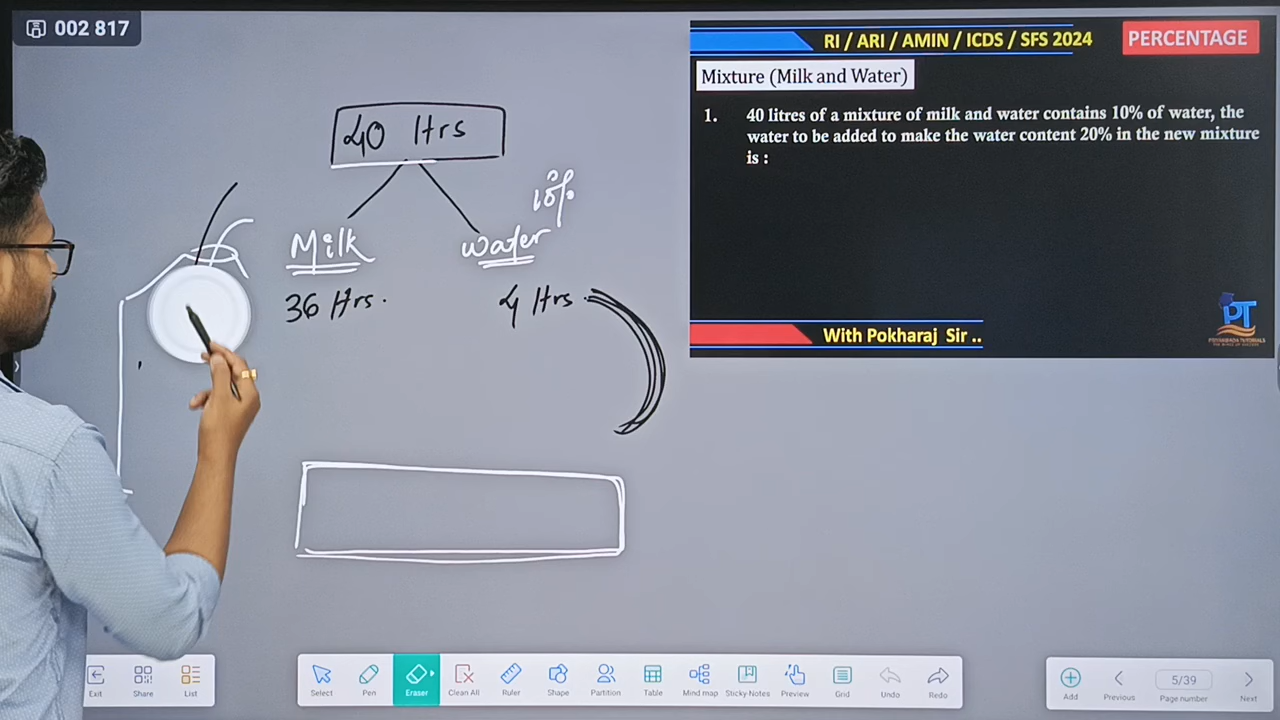 002 817
RI / ARI / AMIN / ICDS / SFS 2024
PERCENTAGE
Mixture (Milk and Water)
1. 40 litres of a mixture of milk and water contains 10% of water, the
water to be added to make the water content 20% in the new mixture
is :
With Pokharaj Sir ..
PT
40 ltrs
10%
Milk
water
36 ltrs.
4 ltrs.
Exit
Share
List
Select
Pen
Eraser
Clean All
Ruler
Shape
Partition
Table
Mind map
Sticky-Notes
Preview
Grid
Undo
Redo
Add
Previous
5/39
Page number
Next